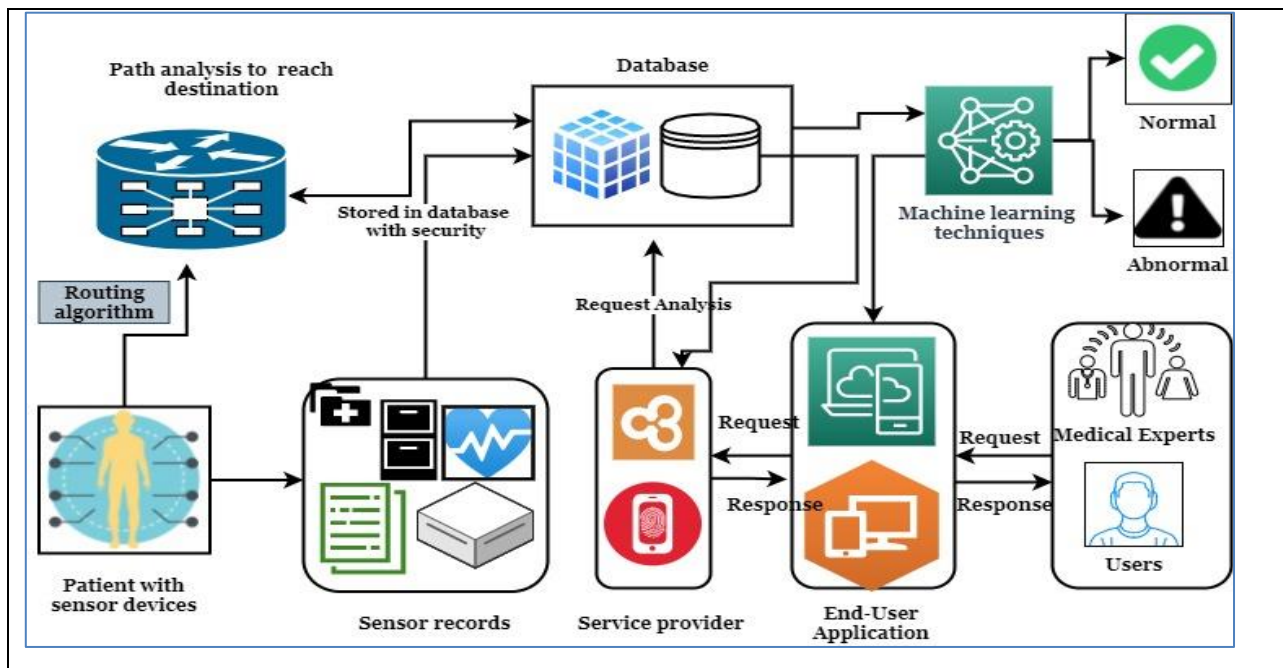 Path analysis to reach
destination
Database
Normal
Stored in database
with security
Machine learning
techniques
Abnormal
Routing
algorithm
Request Analysis
Request
Request
Medical Experts
Response
Response
Users
Patient with
sensor devices
Sensor records
Service provider
End-User
Application